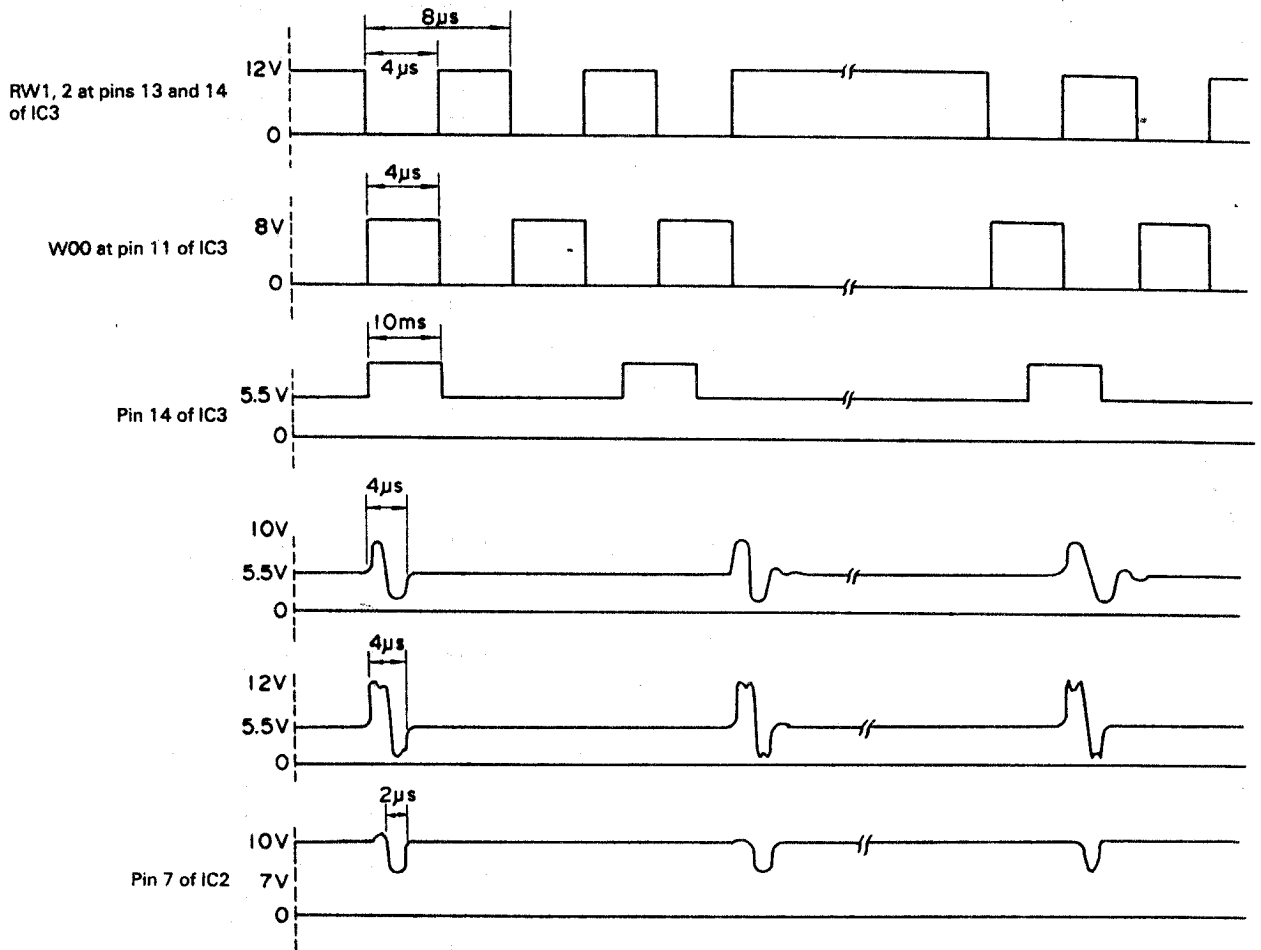 8μs
4μs
12V
RW1, 2 at pins 13 and 14
of IC3
0
4μs
8V
W00 at pin 11 of IC3
0
10ms
5.5V
Pin 14 of IC3
0
4μs
10V
5.5V
0
4μs
12V
5.5V
0
2μs
10V
Pin 7 of IC2
7V
0